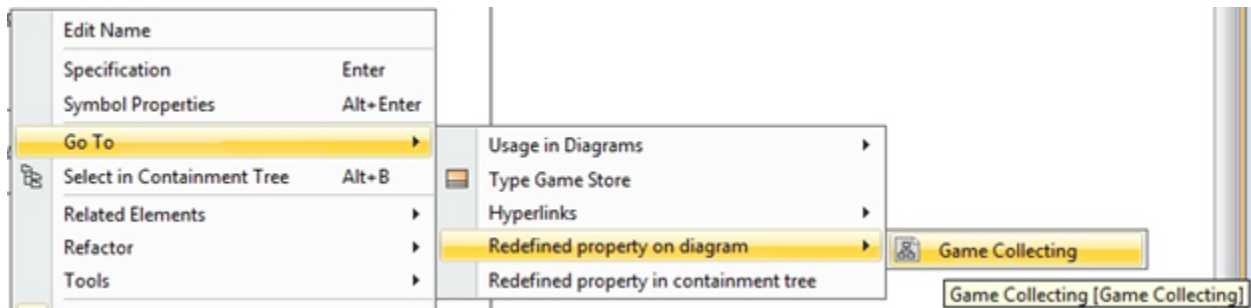 Edit Name
Specification Enter
Symbol Properties Alt+Enter
Go To
Select in Containment Tree Alt+B
Related Elements
Refactor
Tools
Usage in Diagrams
Type Game Store
Hyperlinks
Redefined property on diagram
Redefined property in containment tree
Game Collecting
Game Collecting [Game Collecting]